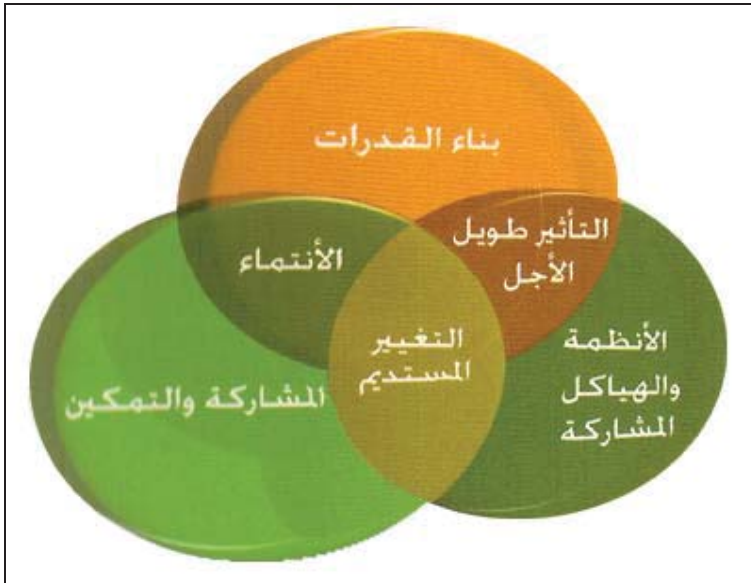 بناء القدرات
التأثير طويل
الأجل
الأنتماء
التغيير
المستديم
الأنظمة
والهياكل
المشاركة
المشاركة والتمكين